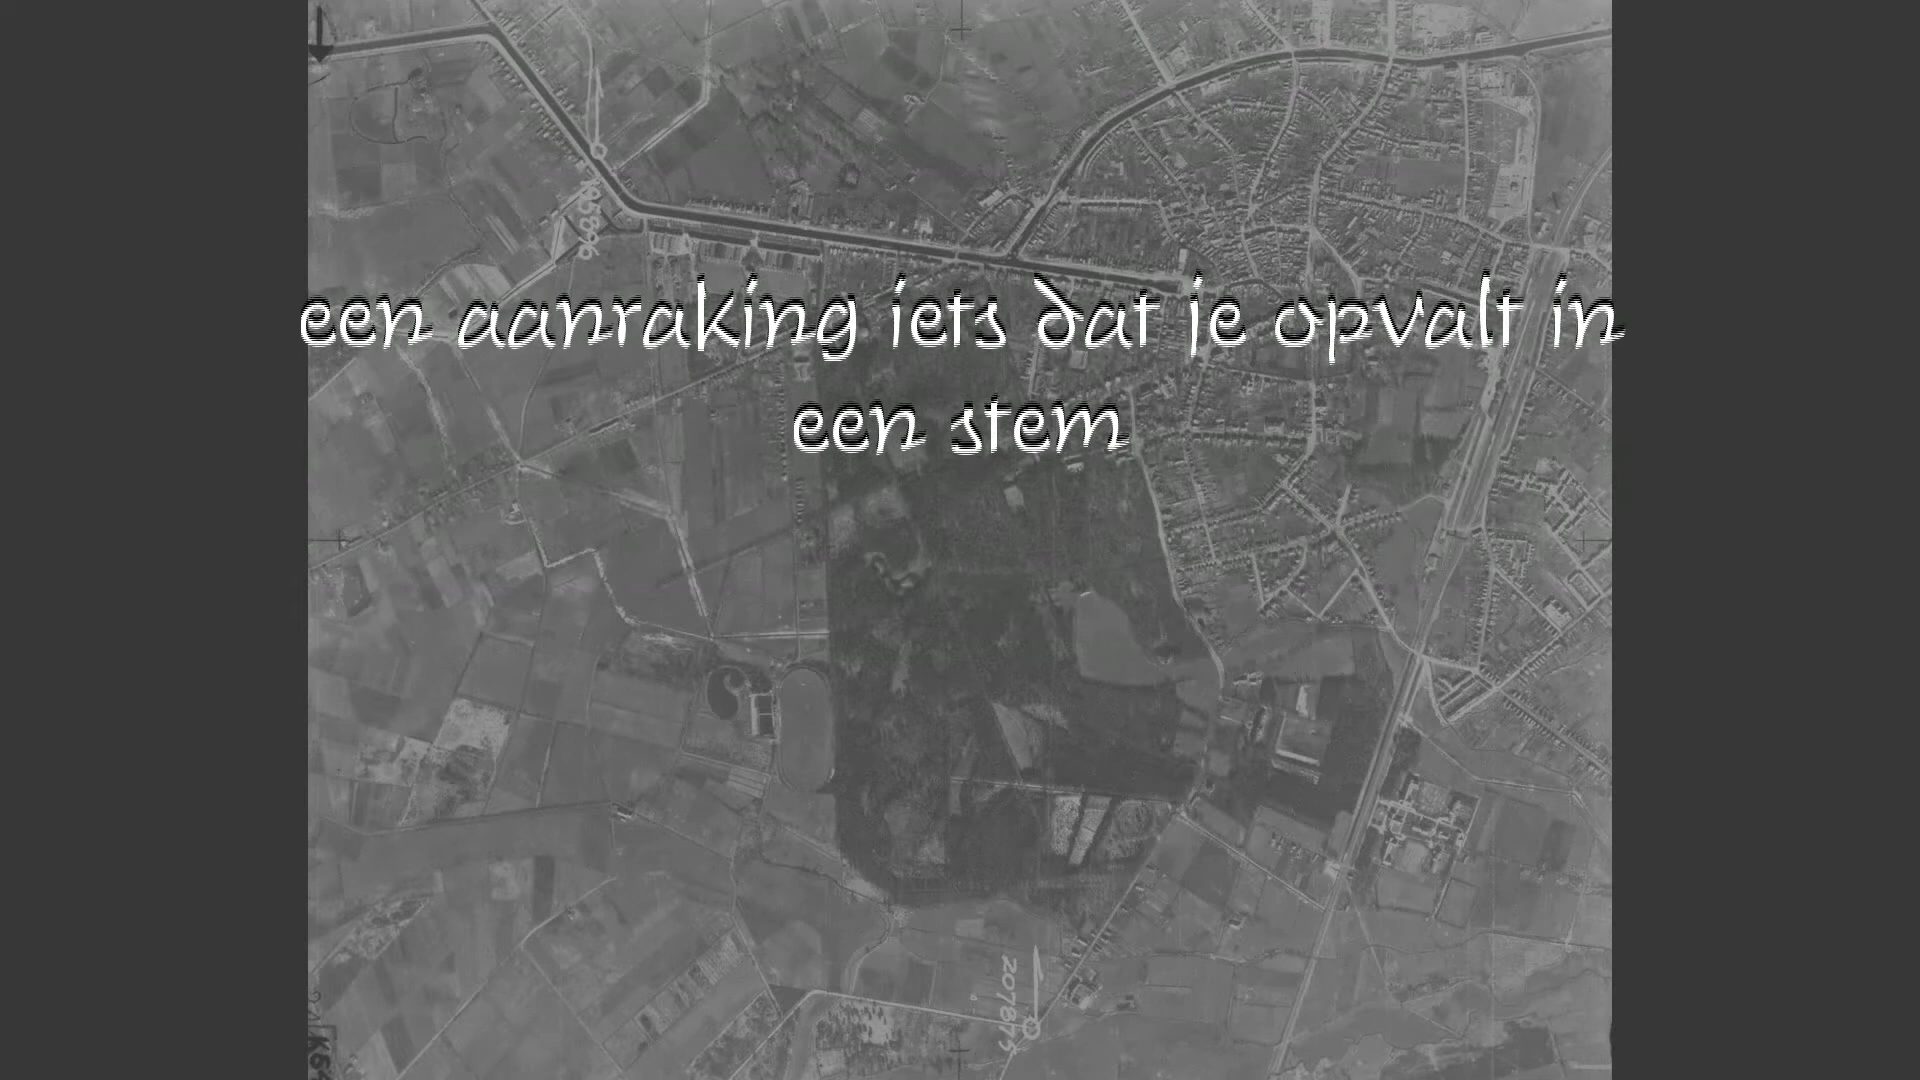 een aanraking iets dat je opvalt in
een stem